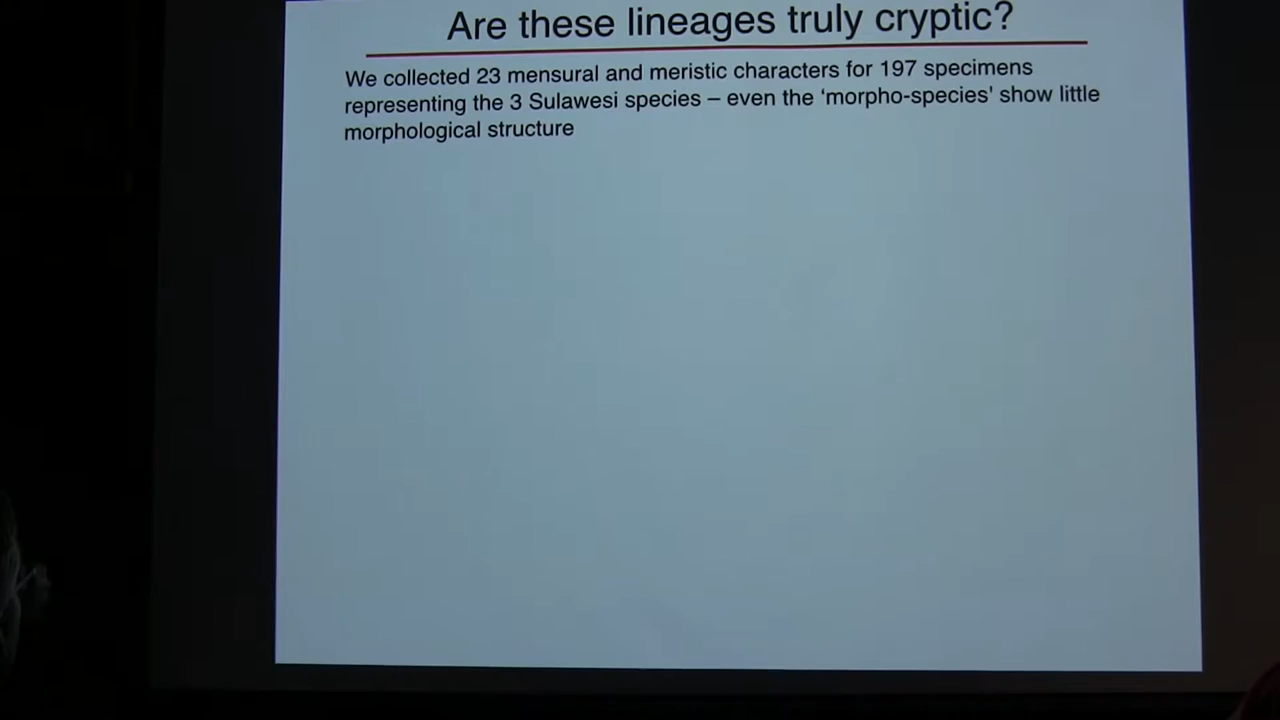 Are these lineages truly cryptic?
We collected 23 mensural and meristic characters for 197 specimens
representing the 3 Sulawesi species – even the ‘morpho-species' show little
morphological structure